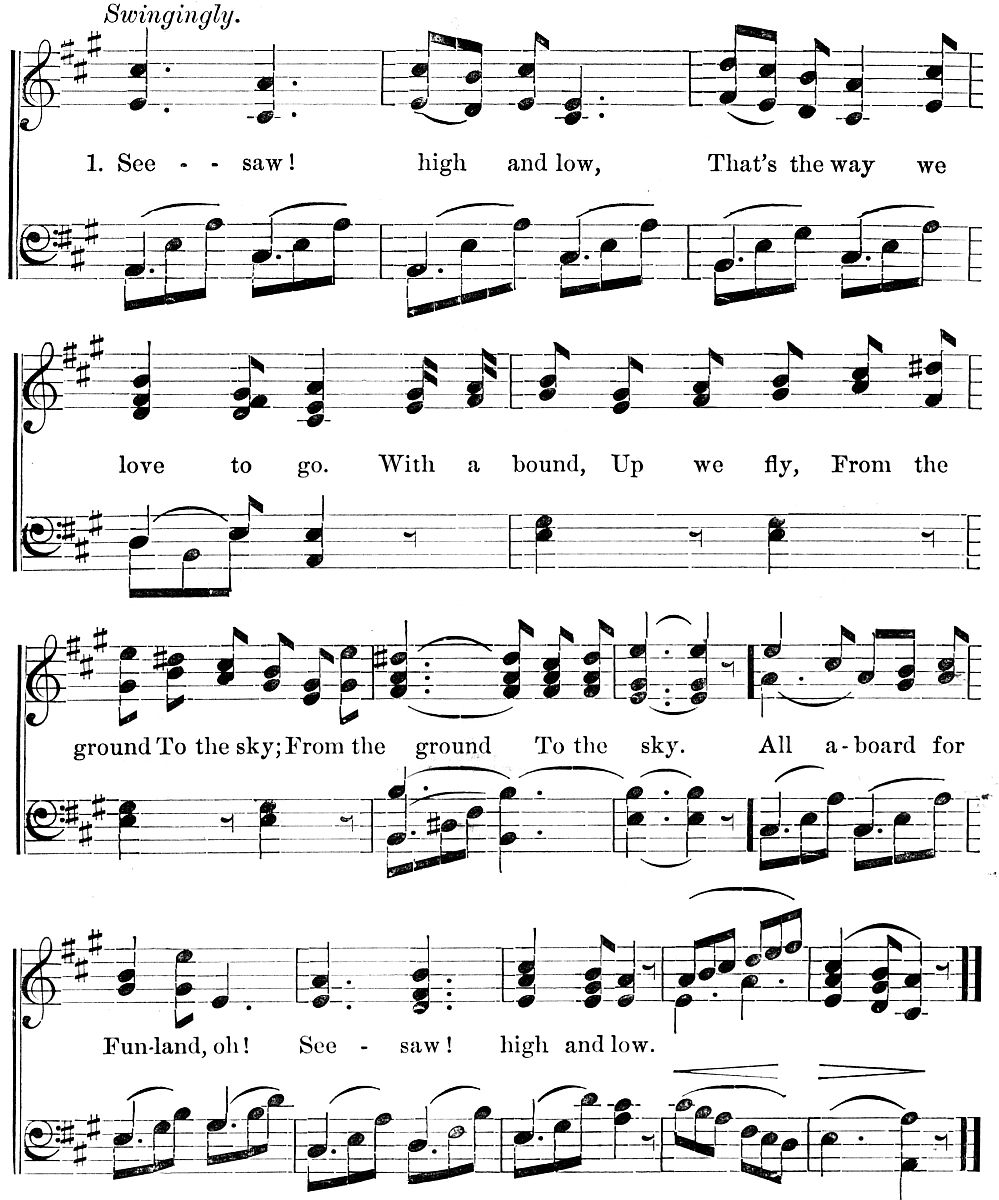 Swingingly.
1. See - - saw! high and low, That's the way we
love to go. With a bound, Up we fly, From the
ground To the sky; From the ground To the sky. All a-board for
Fun-land, oh! See - saw! high and low.